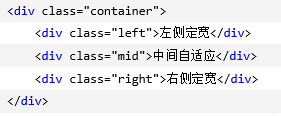 <div class="container">
    <div class="left">左侧定宽</div>
    <div class="mid">中间自适应</div>
    <div class="right">右侧定宽</div>
</div>